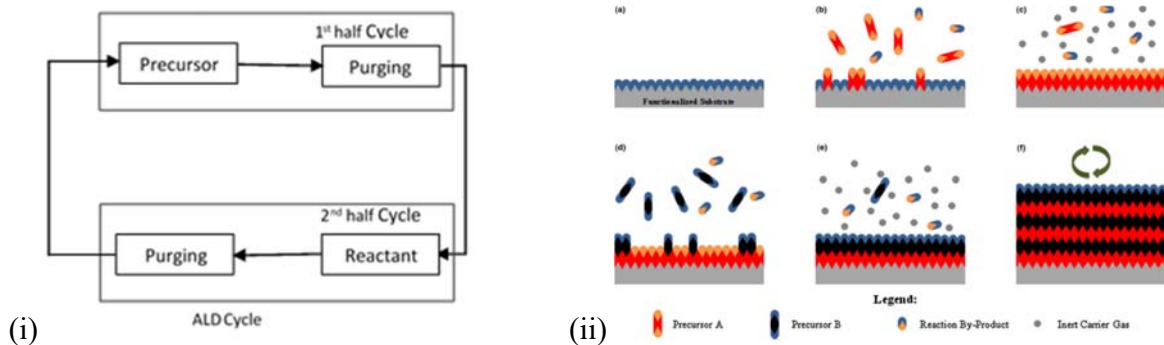 1st half Cycle
Precursor
Purging
2nd half Cycle
Purging
Reactant
ALD Cycle
(i)
(a)
Functionalized Substrate
(b)
(c)
(d)
(e)
(f)
Legend:
(ii)
Precursor A
Precursor B
Reaction By-Product
Inert Carrier Gas